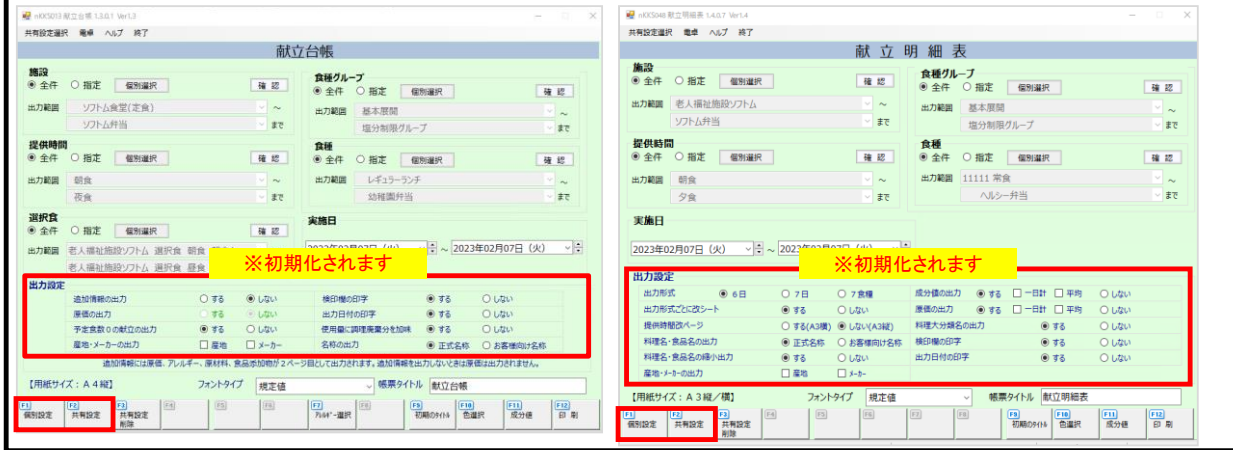 nKKS013 献立台帳 1.3.0.1 Ver1.3
共有設定選択 電卓 ヘルプ 終了
献立台帳
施設
全件 指定 個別選択 確 認
出力範囲 ソフトム食堂(定食) ～
ソフトム弁当 まで
食種グループ
全件 指定 個別選択 確 認
出力範囲 基本展開 ～
塩分制限グループ まで
提供時間
全件 指定 個別選択 確 認
出力範囲 朝食 ～
夜食 まで
食種
全件 指定 個別選択 確 認
出力範囲 レギュラーランチ ～
幼稚園弁当 まで
選択食
全件 指定 個別選択 確 認
出力範囲 老人福祉施設ソフトム 選択食 朝食
老人福祉施設ソフトム 選択食 昼食
実施日
2023年02月07日 (火) ～ 2023年02月07日 (火)
※初期化されます
出力設定
追加情報の出力 する しない 検印欄の印字 する しない
原価の出力 する しない 出力日付の印字 する しない
予定食数0の献立の出力 する しない 使用量に調理廃棄分を加味 する しない
産地・メーカーの出力 産地 メーカー 名称の出力 正式名称 お客様向け名称
追加情報には原価、アレルギー、原材料、食品添加物が2ページ目として出力されます。追加情報を出力しないときは原価は出力されません。
【用紙サイズ：A4縦】 フォントタイプ 規定値 帳票タイトル 献立台帳
F1 個別設定 F2 共有設定 F3 共有設定削除 F4 F5 F6 F7 アレルギー選択 F8 F9 初期のタイトル F10 色選択 F11 成分値 F12 印 刷
nKKS048 献立明細表 1.4.0.7 Ver1.4
共有設定選択 電卓 ヘルプ 終了
献 立 明 細 表
施設
全件 指定 個別選択 確 認
出力範囲 老人福祉施設ソフトム ～
ソフトム弁当 まで
食種グループ
全件 指定 個別選択 確 認
出力範囲 基本展開 ～
塩分制限グループ まで
提供時間
全件 指定 個別選択 確 認
出力範囲 朝食 ～
夕食 まで
食種
全件 指定 個別選択 確 認
出力範囲 11111 常食 ～
ヘルシー弁当 まで
実施日
2023年02月07日 (火) ～ 2023年02月07日 (火)
※初期化されます
出力設定
出力形式 6日 7日 7食種 成分値の出力 する 一日計 平均 しない
出力形式ごとに改シート する しない 原価の出力 する 一日計 平均 しない
提供時間改ページ する(A3横) しない(A3縦) 料理大分類名の出力 する しない
料理名・食品名の出力 正式名称 お客様向け名称 検印欄の印字 する しない
料理名・食品名の縮小出力 する しない 出力日付の印字 する しない
産地・メーカーの出力 産地 メーカー
【用紙サイズ：A3縦／横】 フォントタイプ 規定値 帳票タイトル 献立明細表
F1 個別設定 F2 共有設定 F3 共有設定削除 F4 F5 F6 F7 F8 F9 初期のタイトル F10 色選択 F11 成分値 F12 印 刷